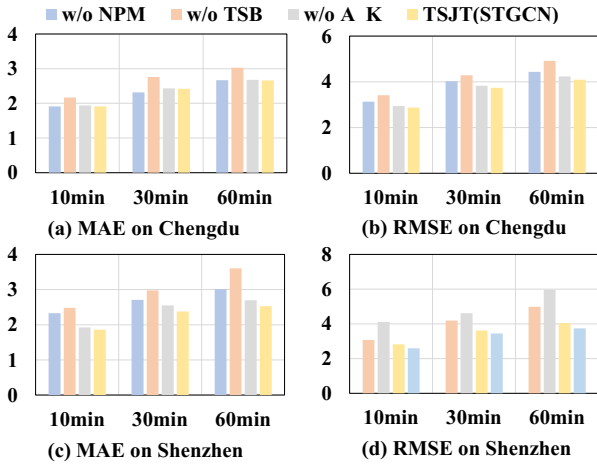 w/o NPM w/o TSB w/o A K TSJT(STGCN)
4 3 2 1 0
10min 30min 60min
(a) MAE on Chengdu
6 4 2 0
10min 30min 60min
(b) RMSE on Chengdu
4 3 2 1 0
10min 30min 60min
(c) MAE on Shenzhen
8 6 4 2 0
10min 30min 60min
(d) RMSE on Shenzhen